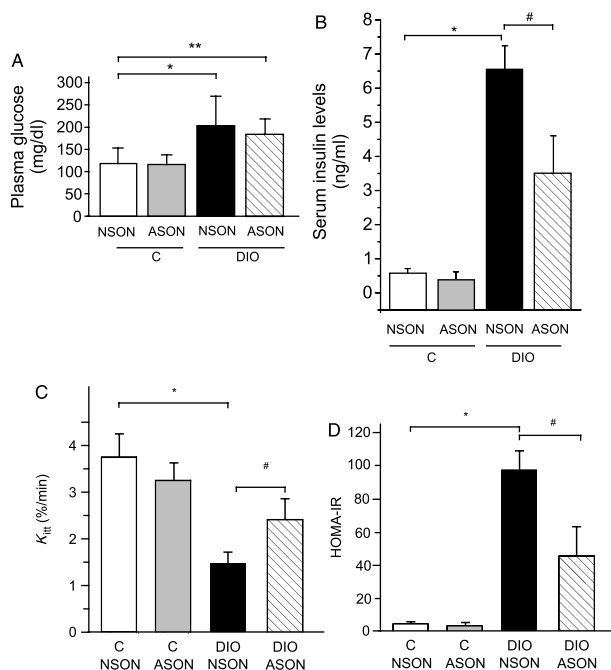 A
Plasma glucose
(mg/dl)
300
250
200
150
100
50
0
**
*
NSON ASON NSON ASON
C DIO
B
Serum insulin levels
(ng/ml)
8
7
6
5
4
3
2
1
0
* #
NSON ASON NSON ASON
C DIO
C
Kitt (%/min)
4
3
2
1
0
*
#
C C DIO DIO
NSON ASON NSON ASON
D
HOMA-IR
120
100
80
60
40
20
0
*
#
C C DIO DIO
NSON ASON NSON ASON